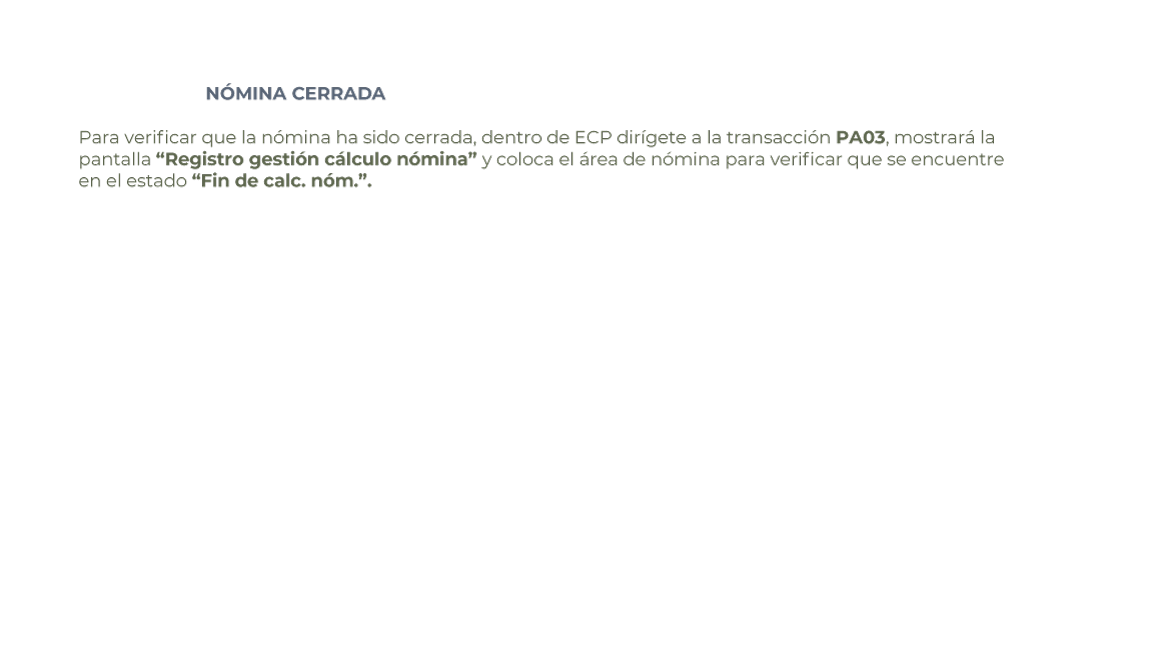 NÓMINA CERRADA
Para verificar que la nómina ha sido cerrada, dentro de ECP dirígete a la transacción PA03, mostrará la
pantalla “Registro gestión cálculo nómina” y coloca el área de nómina para verificar que se encuentre
en el estado “Fin de calc. nóm.”.